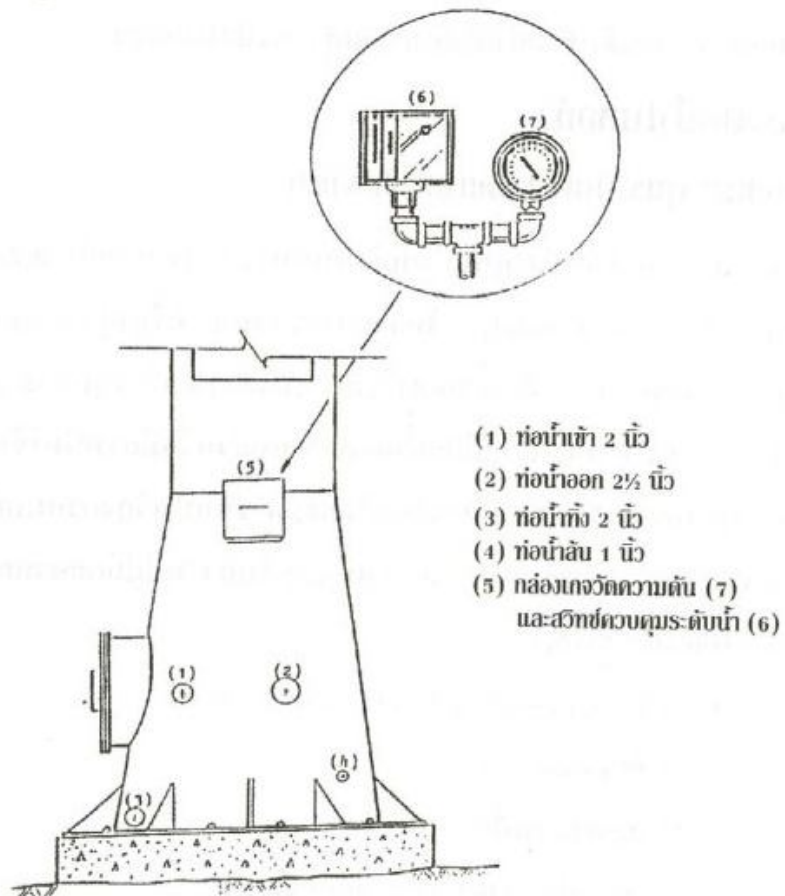 (6)
(7)
(5)
(1) ท่อน้ำเข้า 2 นิ้ว
(2) ท่อน้ำออก 2½ นิ้ว
(3) ท่อน้ำทิ้ง 2 นิ้ว
(4) ท่อน้ำล้น 1 นิ้ว
(5) กล่องเกจวัดความดัน (7)
และสวิทช์ควบคุมระดับน้ำ (6)
(1)
(2)
(4)
(3)